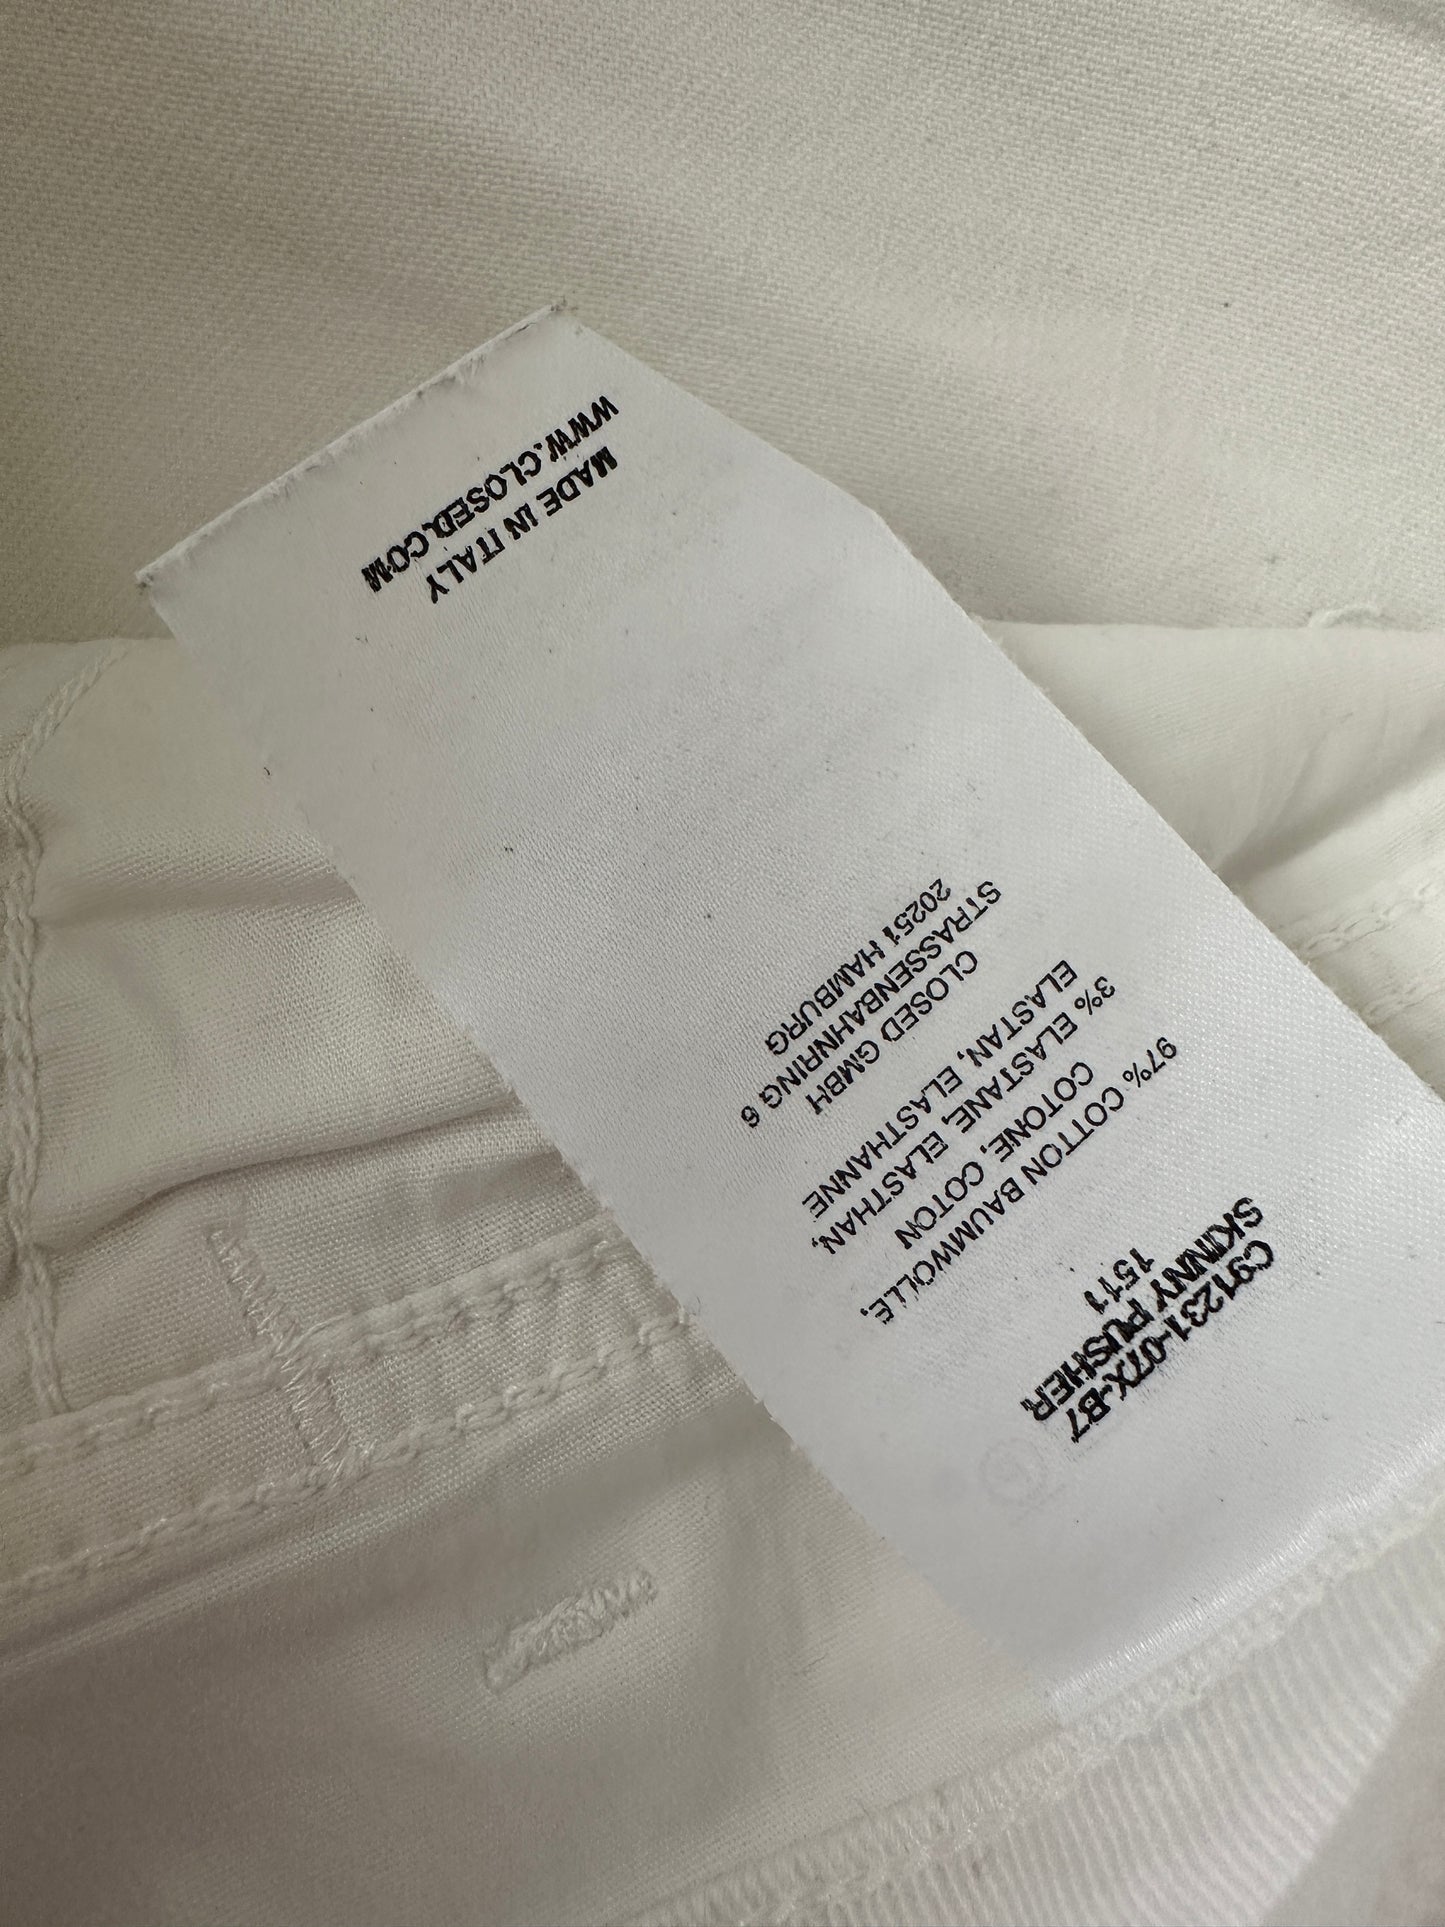 C91231-07X-B7
SKINNY PUSHER
1511
97% COTTON BAUMWOLLE,
COTONE, COTON
3% ELASTANE, ELASTHAN,
ELASTAN, ELASTHANNE
CLOSED GMBH
STRASSENBAHNRING 6
20251 HAMBURG
MADE IN ITALY
WWW.CLOSED.COM